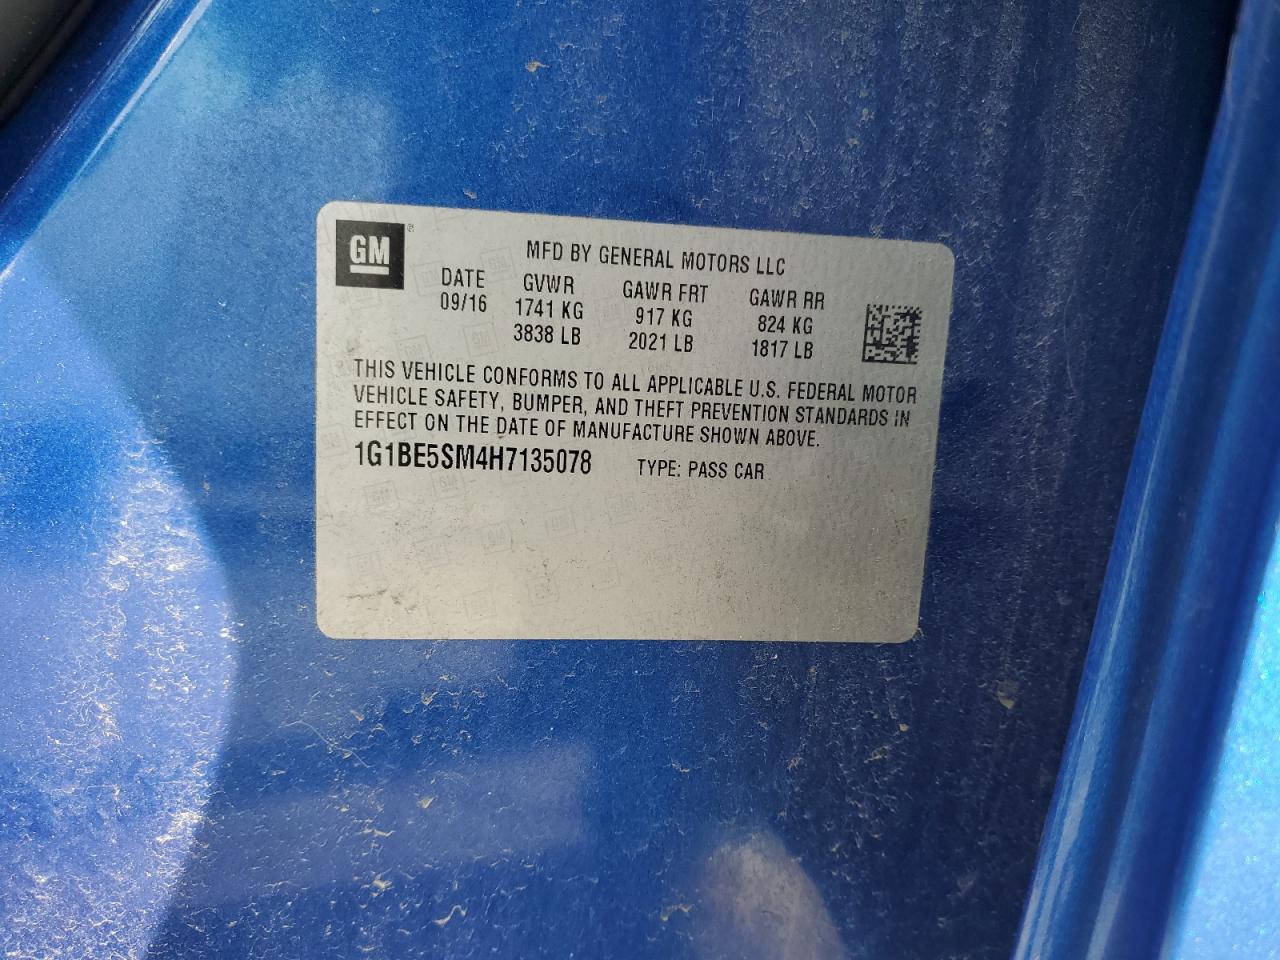 GM ®
MFD BY GENERAL MOTORS LLC
DATE GVWR GAWR FRT GAWR RR
09/16 1741 KG 917 KG 824 KG
3838 LB 2021 LB 1817 LB
THIS VEHICLE CONFORMS TO ALL APPLICABLE U.S. FEDERAL MOTOR
VEHICLE SAFETY, BUMPER, AND THEFT PREVENTION STANDARDS IN
EFFECT ON THE DATE OF MANUFACTURE SHOWN ABOVE.
1G1BE5SM4H7135078 TYPE: PASS CAR